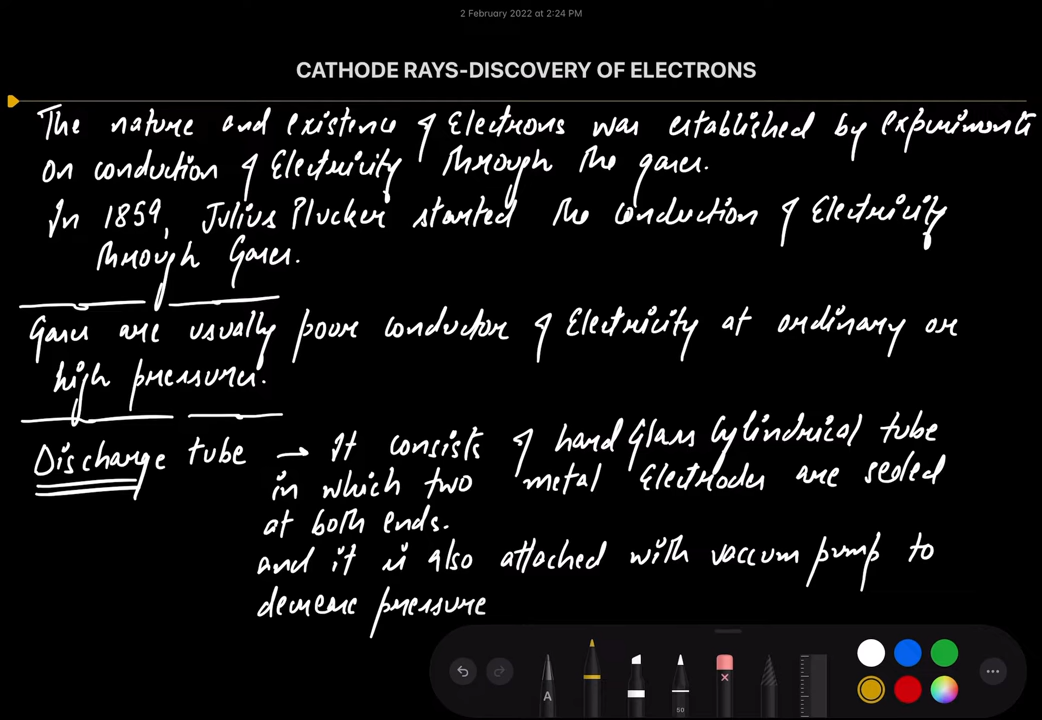 2 February 2022 at 2:24 PM
CATHODE RAYS-DISCOVERY OF ELECTRONS
The nature and existence of Electrons was established by experiments
on conduction of Electricity through the gases.
In 1859, Julius Plucker started the conduction of Electricity
through Gases.
Gases are usually poor conductor of Electricity at ordinary or
high pressures.
Discharge tube → It consists of hard Glass Cylindrical tube
in which two metal Electrodes are sealed
at both ends.
and it is also attached with vaccum pump to
decrease pressure
A
50